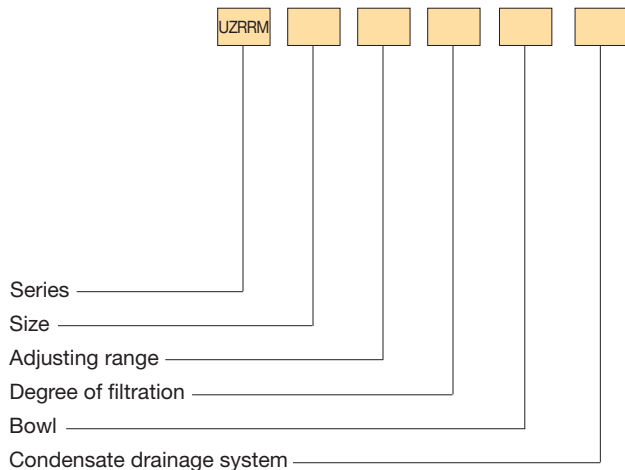 UZRRM
Series
Size
Adjusting range
Degree of filtration
Bowl
Condensate drainage system